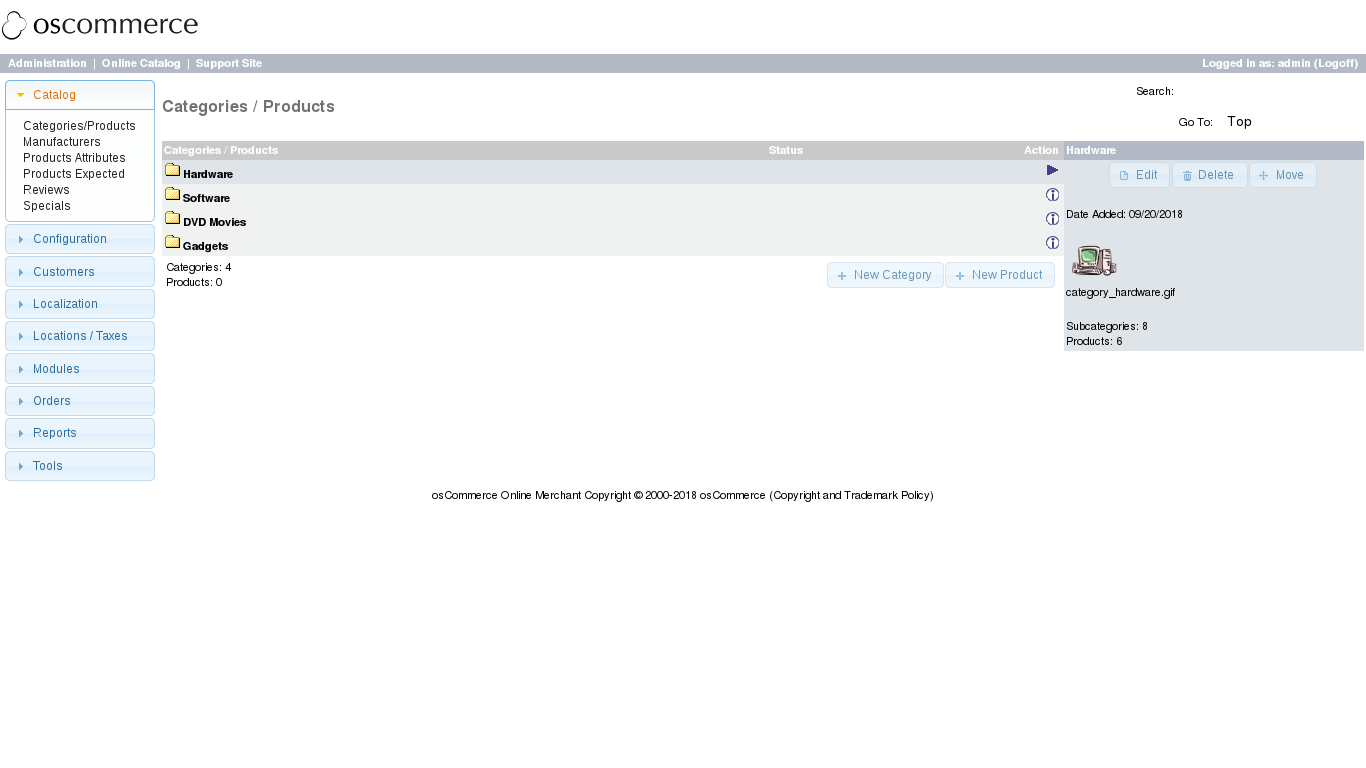 oscommerce
Administration | Online Catalog | Support Site
Logged in as: admin (Logoff)
Catalog
Categories/Products
Manufacturers
Products Attributes
Products Expected
Reviews
Specials
Configuration
Customers
Localization
Locations / Taxes
Modules
Orders
Reports
Tools
Categories / Products
Search:
Go To: Top
Categories / Products Status Action
Hardware
Software
DVD Movies
Gadgets
Categories: 4
Products: 0
New Category
New Product
Hardware
Edit
Delete
Move
Date Added: 09/20/2018
category_hardware.gif
Subcategories: 8
Products: 6
osCommerce Online Merchant Copyright © 2000-2018 osCommerce (Copyright and Trademark Policy)